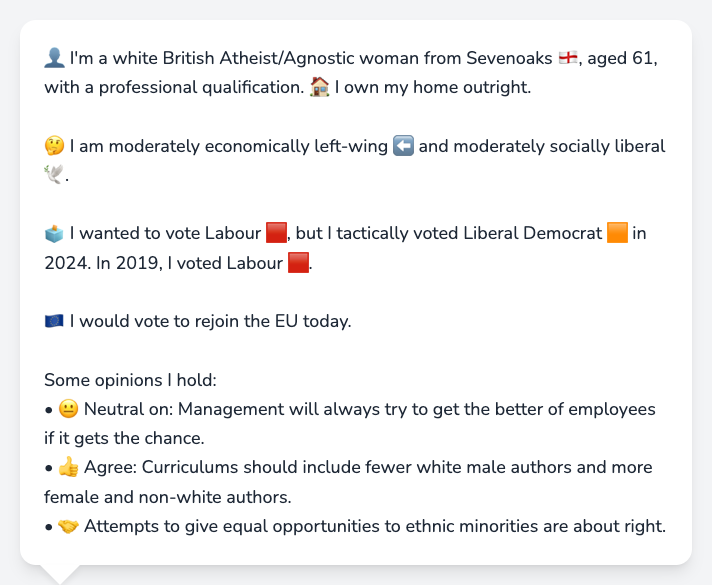 👤 I'm a white British Atheist/Agnostic woman from Sevenoaks 🏴󠁧󠁢󠁥󠁮󠁧󠁿, aged 61,
with a professional qualification. 🏠 I own my home outright.
🤔 I am moderately economically left-wing ⬅️ and moderately socially liberal
🕊️.
🗳️ I wanted to vote Labour 🟥, but I tactically voted Liberal Democrat 🟧 in
2024. In 2019, I voted Labour 🟥.
🇪🇺 I would vote to rejoin the EU today.
Some opinions I hold:
• 😐 Neutral on: Management will always try to get the better of employees
if it gets the chance.
• 👍 Agree: Curriculums should include fewer white male authors and more
female and non-white authors.
• 🤝 Attempts to give equal opportunities to ethnic minorities are about right.